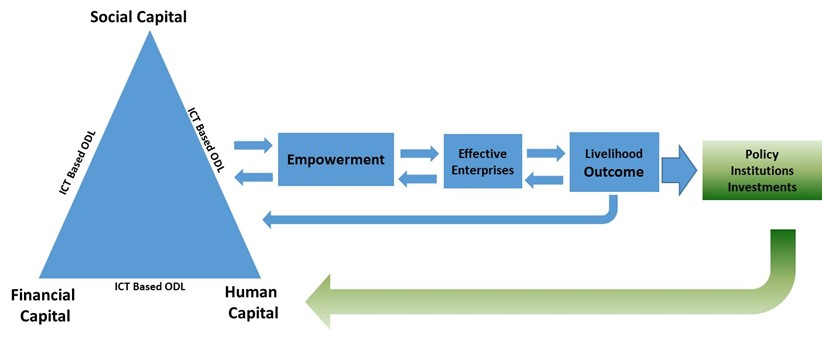 Social Capital
ICT Based ODL
ICT Based ODL
Empowerment
Effective
Enterprises
Livelihood
Outcome
Policy
Institutions
Investments
ICT Based ODL
Financial
Capital
Human
Capital